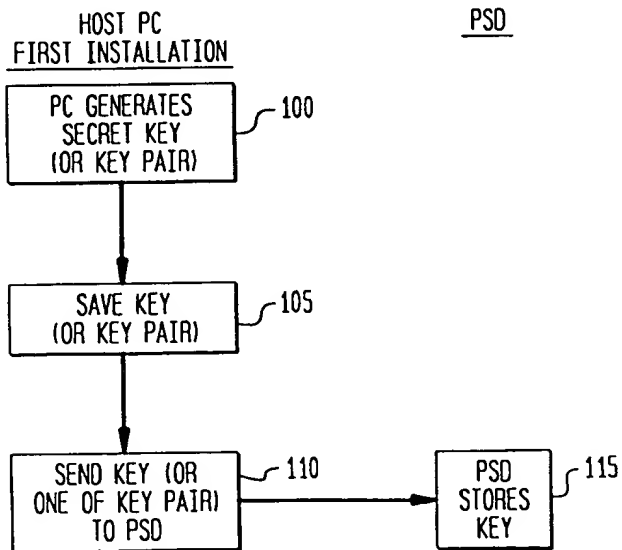 HOST PC
FIRST INSTALLATION
PSD
PC GENERATES
SECRET KEY
(OR KEY PAIR)
100
SAVE KEY
(OR KEY PAIR)
105
SEND KEY (OR
ONE OF KEY PAIR)
TO PSD
110
PSD
STORES
KEY
115